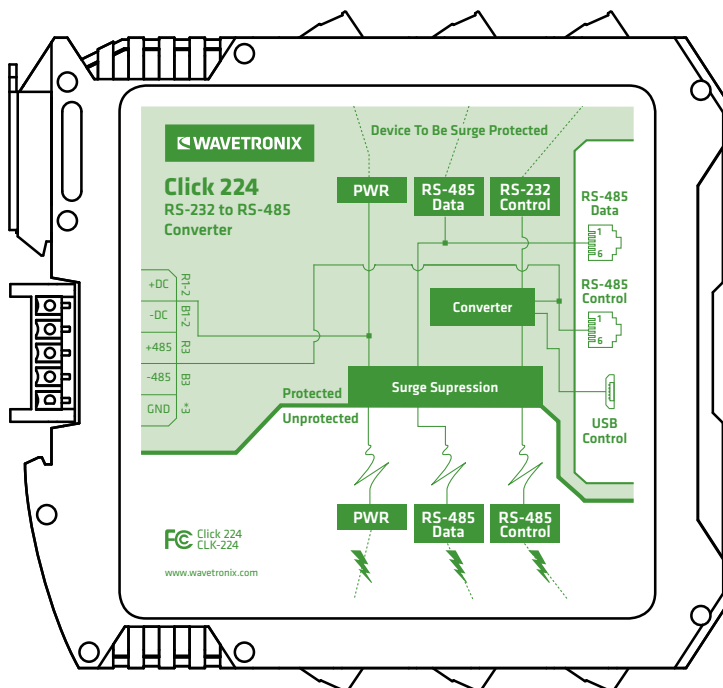 Device To Be Surge Protected
WAVETRONIX
Click 224
RS-232 to RS-485
Converter
PWR
RS-485
Data
RS-232
Control
RS-485
Data
1
6
RS-485
Control
1
6
USB
Control
+DC
-DC
+485
-485
GND
R1-2
B1-2
R3
B3
*3
Converter
Surge Supression
Protected
Unprotected
PWR
RS-485
Data
RS-485
Control
FC
Click 224
CLK-224
www.wavetronix.com